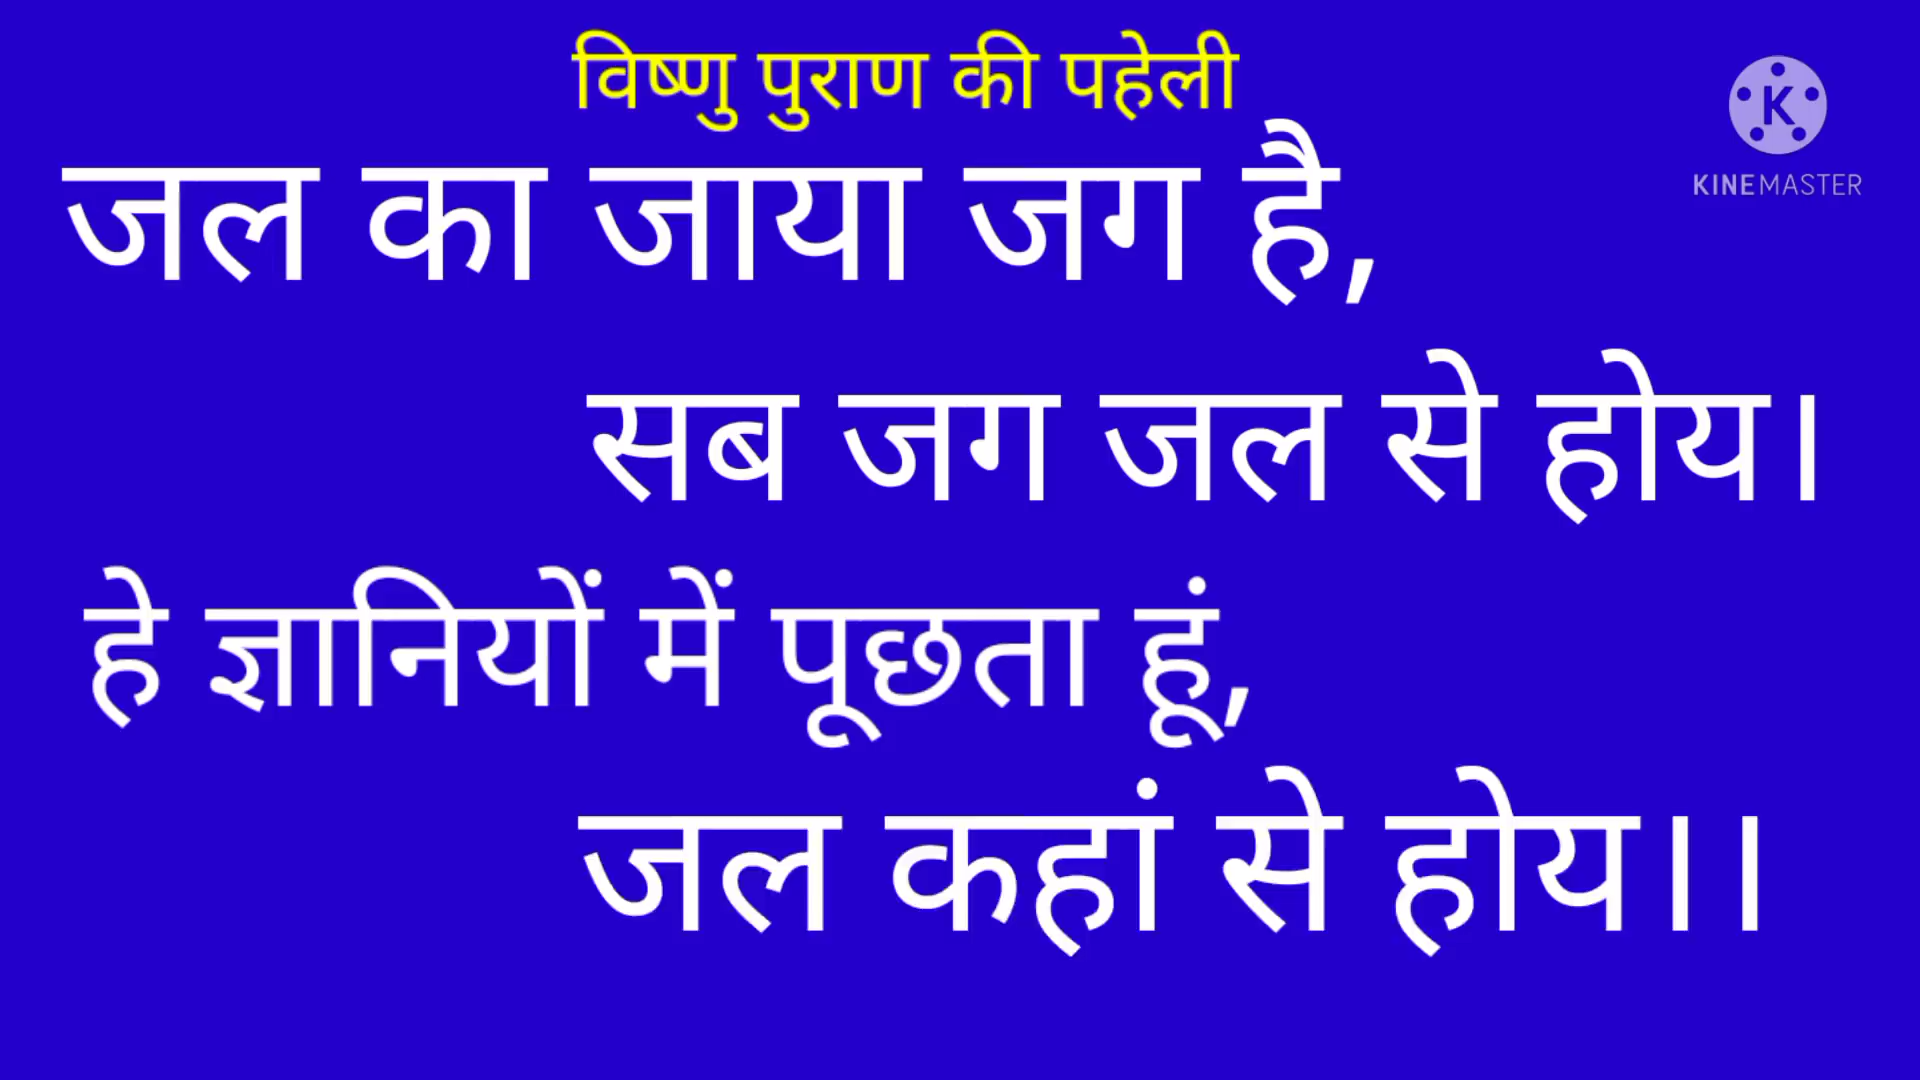 विष्णु पुराण की पहेली
जल का जाया जग है,
सब जग जल से होय।
हे ज्ञानियों में पूछता हूं,
जल कहां से होय।।
K
KINEMASTER